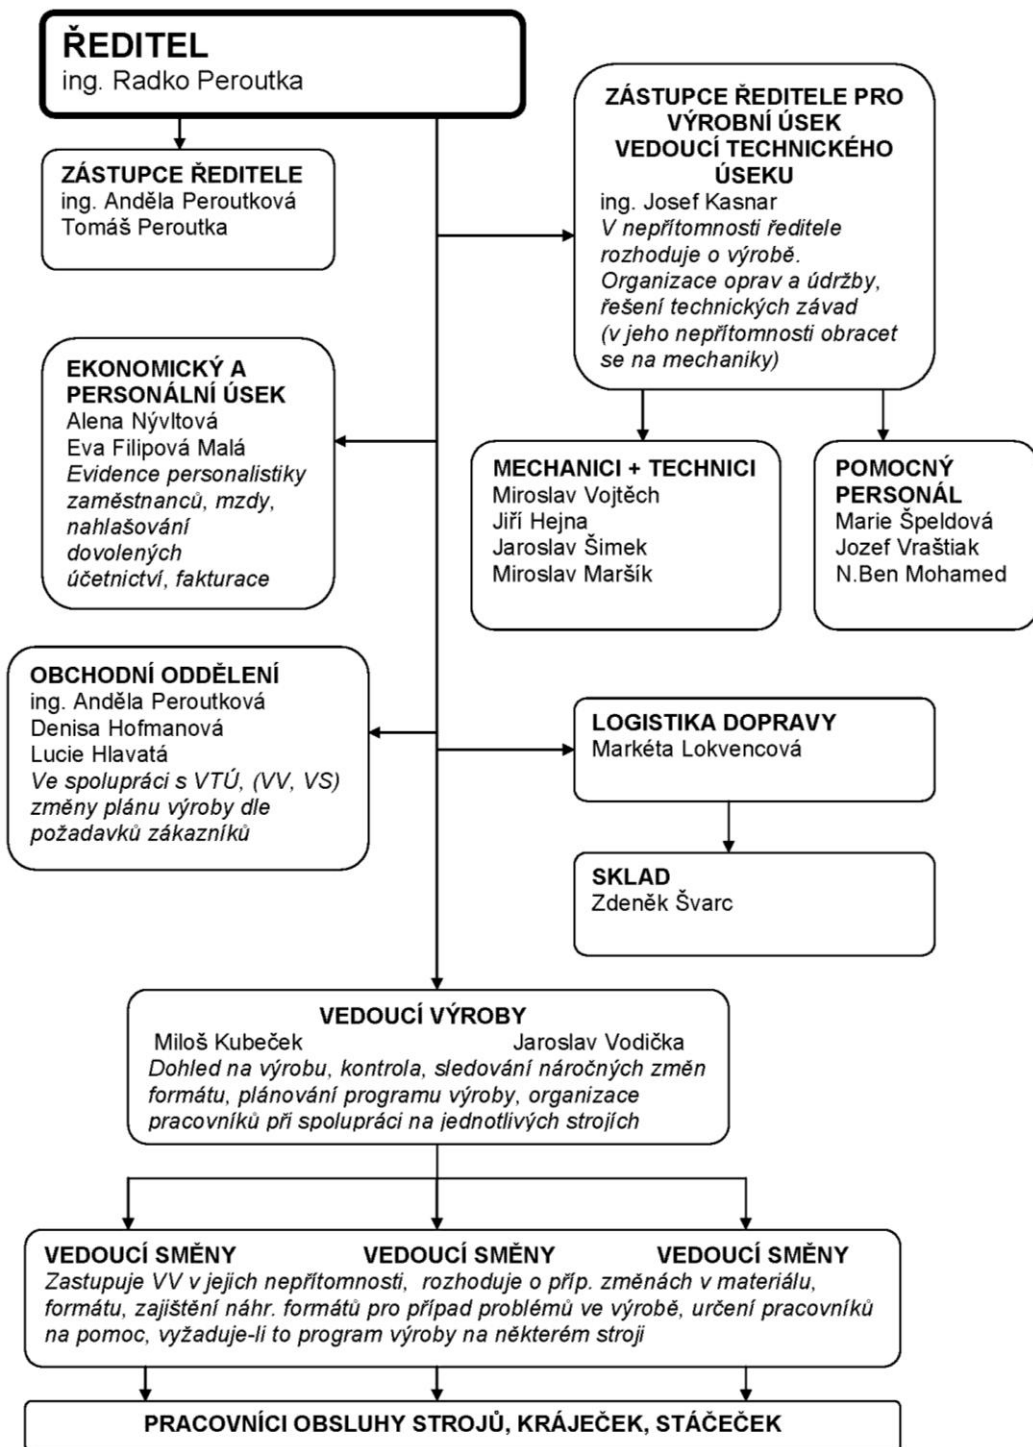 ŘEDITEL
ing. Radko Peroutka
ZÁSTUPCE ŘEDITELE
ing. Anděla Peroutková
Tomáš Peroutka
ZÁSTUPCE ŘEDITELE PRO
VÝROBNÍ ÚSEK
VEDOUCÍ TECHNICKÉHO
ÚSEKU
ing. Josef Kasnar
V nepřítomnosti ředitele
rozhoduje o výrobě.
Organizace oprav a údržby,
řešení technických závad
(v jeho nepřítomnosti obracet
se na mechaniky)
EKONOMICKÝ A
PERSONÁLNÍ ÚSEK
Alena Nývltová
Eva Filipová Malá
Evidence personalistiky
zaměstnanců, mzdy,
nahlašování
dovolených
účetnictví, fakturace
MECHANICI + TECHNICI
Miroslav Vojtěch
Jiří Hejna
Jaroslav Šimek
Miroslav Maršík
POMOCNÝ
PERSONÁL
Marie Špeldová
Jozef Vraštiak
N.Ben Mohamed
OBCHODNÍ ODDĚLENÍ
ing. Anděla Peroutková
Denisa Hofmanová
Lucie Hlavatá
Ve spolupráci s VTÚ, (VV, VS)
změny plánu výroby dle
požadavků zákazníků
LOGISTIKA DOPRAVY
Markéta Lokvencová
SKLAD
Zdeněk Švarc
VEDOUCÍ VÝROBY
Miloš Kubeček Jaroslav Vodička
Dohled na výrobu, kontrola, sledování náročných změn
formátu, plánování programu výroby, organizace
pracovníků při spolupráci na jednotlivých strojích
VEDOUCÍ SMĚNY VEDOUCÍ SMĚNY VEDOUCÍ SMĚNY
Zastupuje VV v jejich nepřítomnosti, rozhoduje o příp. změnách v materiálu,
formátu, zajištění náhr. formátů pro případ problémů ve výrobě, určení pracovníků
na pomoc, vyžaduje-li to program výroby na některém stroji
PRACOVNÍCI OBSLUHY STROJŮ, KRÁJEČEK, STÁČEČEK